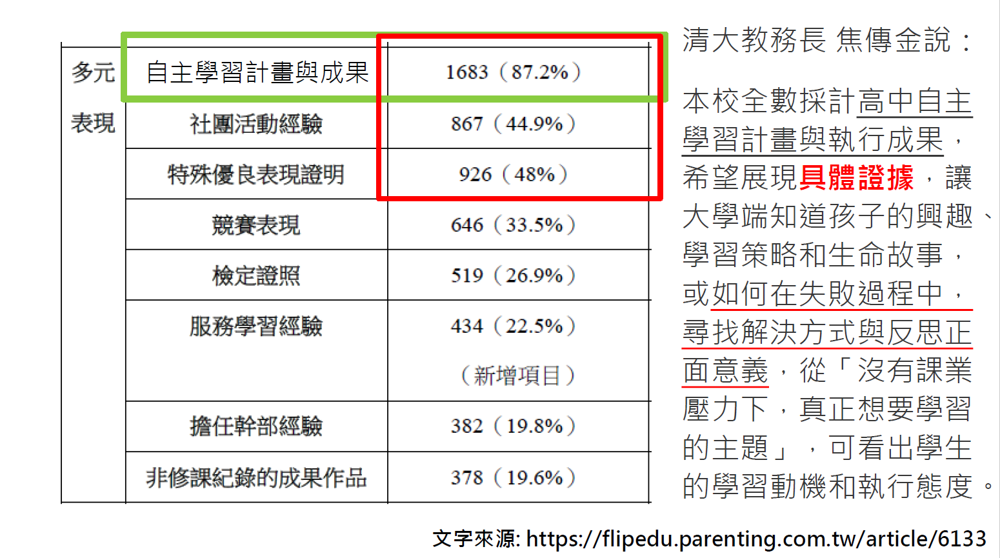 多元
表現
自主學習計畫與成果 1683（87.2%）
社團活動經驗 867（44.9%）
特殊優良表現證明 926（48%）
競賽表現 646（33.5%）
檢定證照 519（26.9%）
服務學習經驗 434（22.5%）
（新增項目）
擔任幹部經驗 382（19.8%）
非修課紀錄的成果作品 378（19.6%）
清大教務長 焦傳金說：
本校全數採計高中自主
學習計畫與執行成果，
希望展現具體證據，讓
大學端知道孩子的興趣、
學習策略和生命故事，
或如何在失敗過程中，
尋找解決方式與反思正
面意義，從「沒有課業
壓力下，真正想要學習
的主題」，可看出學生
的學習動機和執行態度。
文字來源: https://flipedu.parenting.com.tw/article/6133